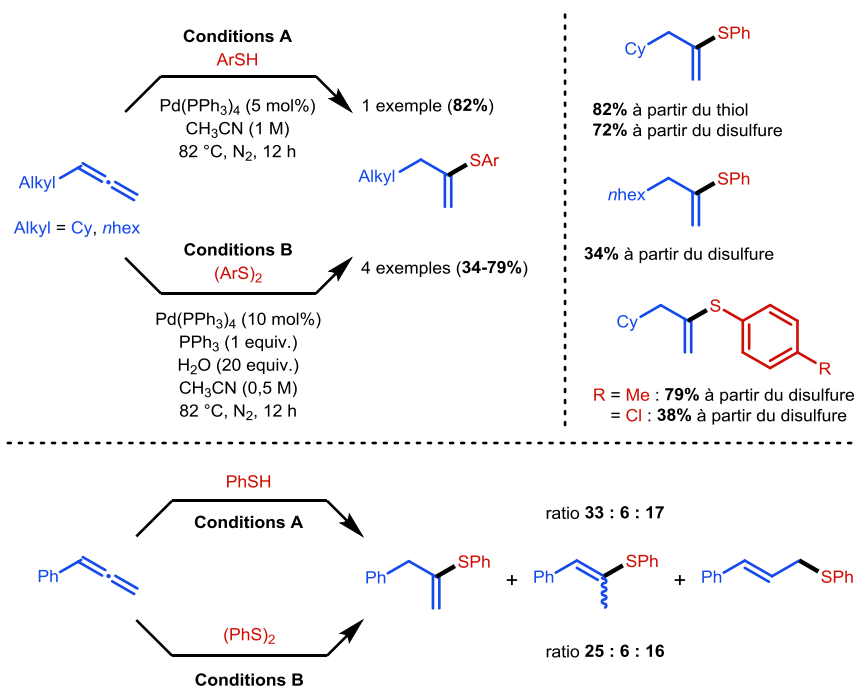 Conditions A
ArSH
Pd(PPh3)4 (5 mol%)
CH3CN (1 M)
82 °C, N2, 12 h
1 exemple (82%)
Alkyl
Alkyl = Cy, nhex
Alkyl
SAr
Conditions B
(ArS)2
4 exemples (34-79%)
Pd(PPh3)4 (10 mol%)
PPh3 (1 equiv.)
H2O (20 equiv.)
CH3CN (0,5 M)
82 °C, N2, 12 h
Cy
SPh
82% à partir du thiol
72% à partir du disulfure
nhex
SPh
34% à partir du disulfure
Cy
S
R
R = Me : 79% à partir du disulfure
= Cl : 38% à partir du disulfure
PhSH
Conditions A
ratio 33 : 6 : 17
Ph
Ph
SPh
+
Ph
SPh
+
Ph
SPh
(PhS)2
Conditions B
ratio 25 : 6 : 16